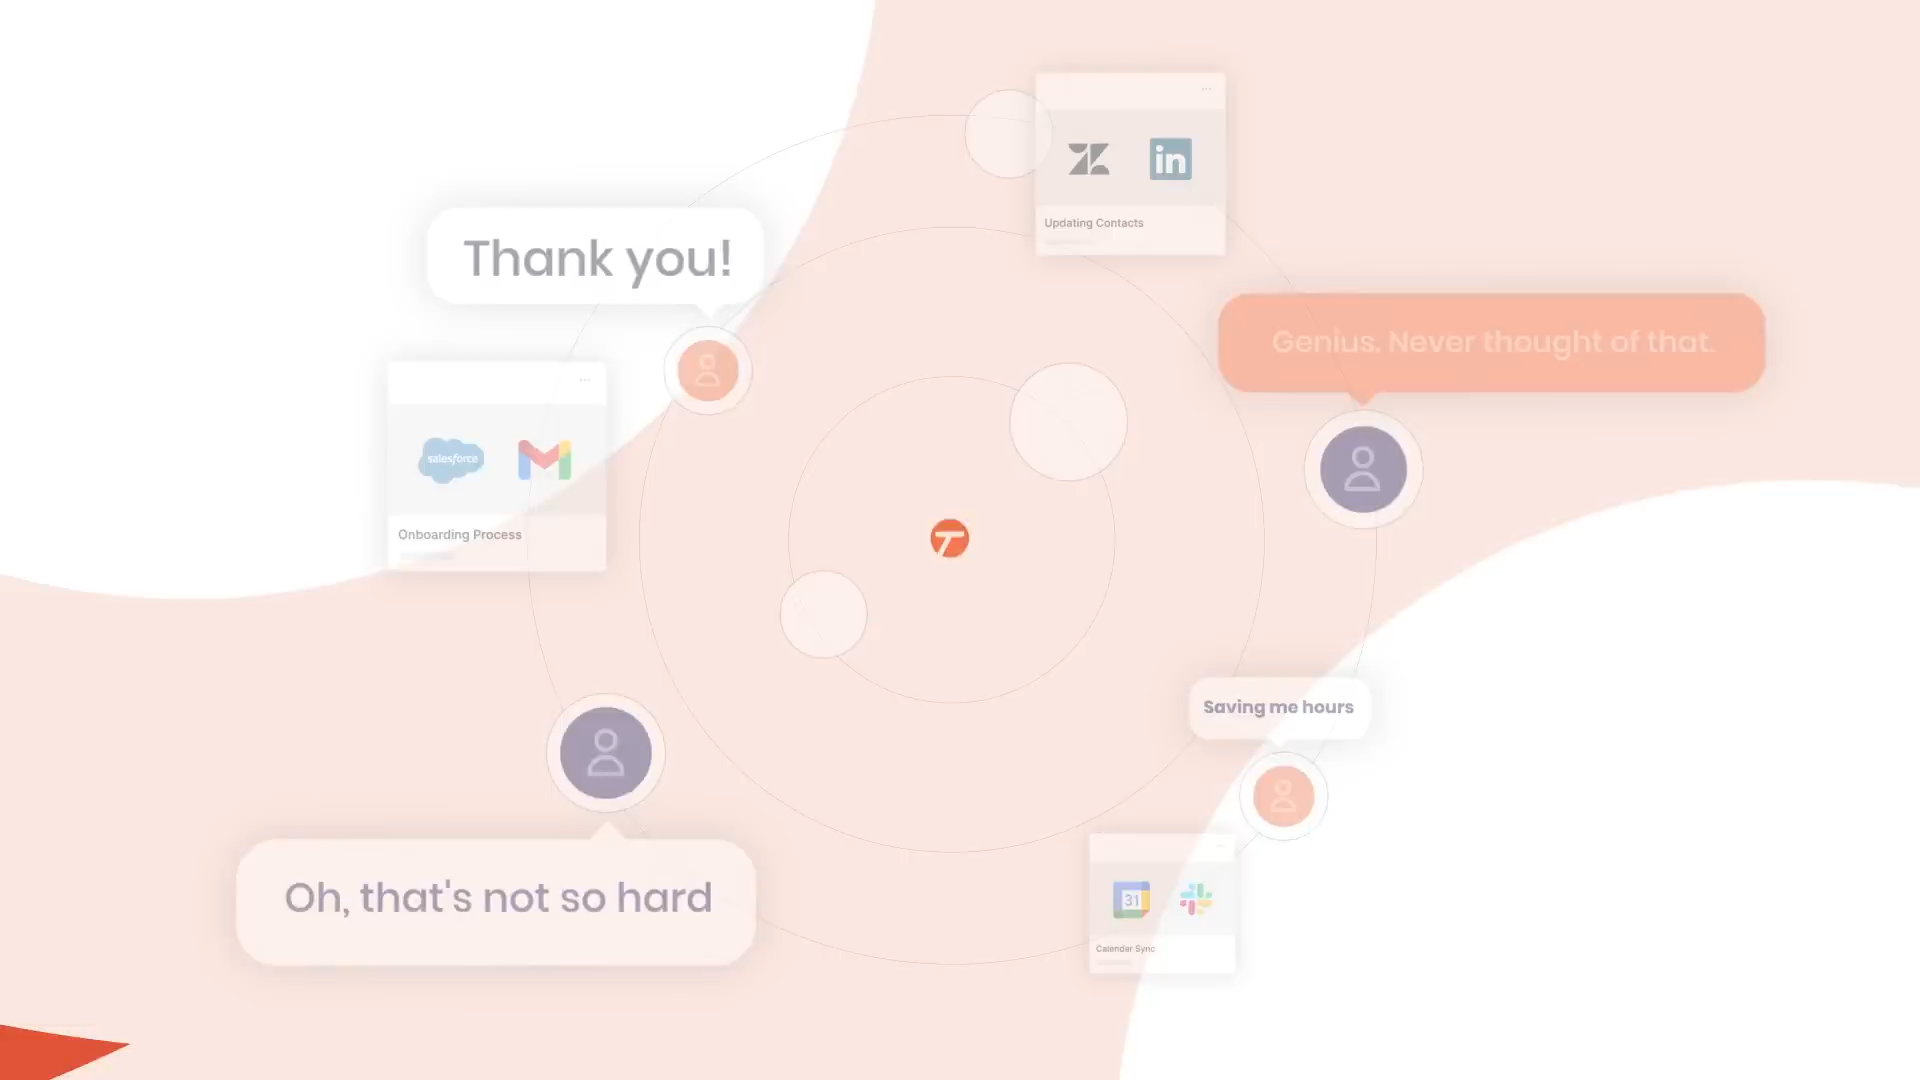 Updating Contacts
in
Thank you!
Genius. Never thought of that.
salesforce
Onboarding Process
T
Saving me hours
Oh, that's not so hard
31
Calendar Sync